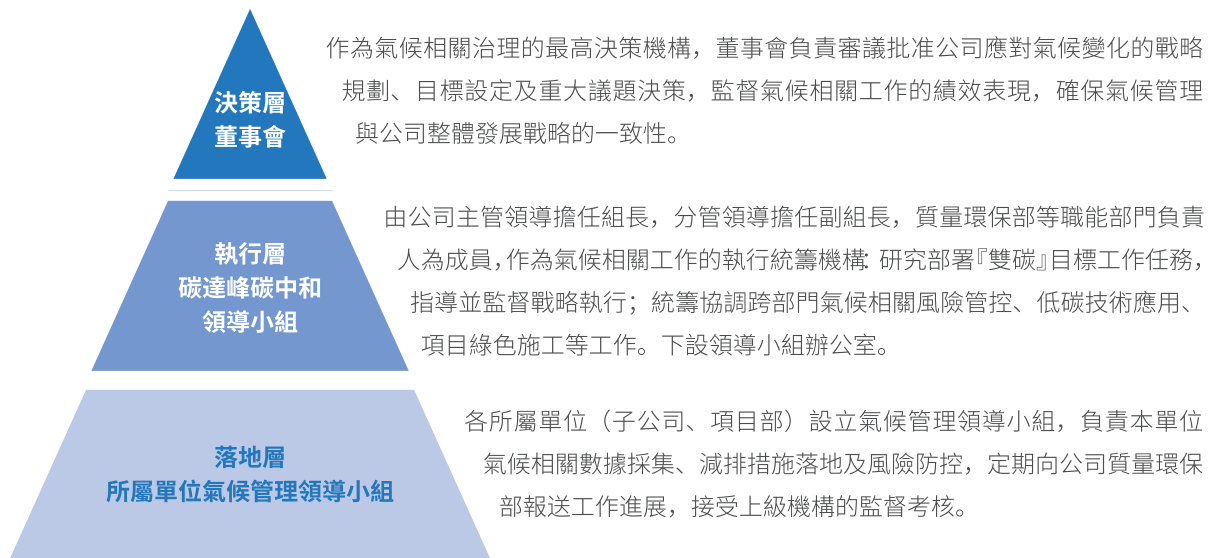 決策層
董事會
作為氣候相關治理的最高決策機構，董事會負責審議批准公司應對氣候變化的戰略
規劃、目標設定及重大議題決策，監督氣候相關工作的績效表現，確保氣候管理
與公司整體發展戰略的一致性。
執行層
碳達峰碳中和
領導小組
由公司主管領導擔任組長，分管領導擔任副組長，質量環保部等職能部門負責
人為成員，作為氣候相關工作的執行統籌機構：研究部署『雙碳』目標工作任務，
指導並監督戰略執行；統籌協調跨部門氣候相關風險管控、低碳技術應用、
項目綠色施工等工作。下設領導小組辦公室。
落地層
所屬單位氣候管理領導小組
各所屬單位（子公司、項目部）設立氣候管理領導小組，負責本單位
氣候相關數據採集、減排措施落地及風險防控，定期向公司質量環保
部報送工作進展，接受上級機構的監督考核。